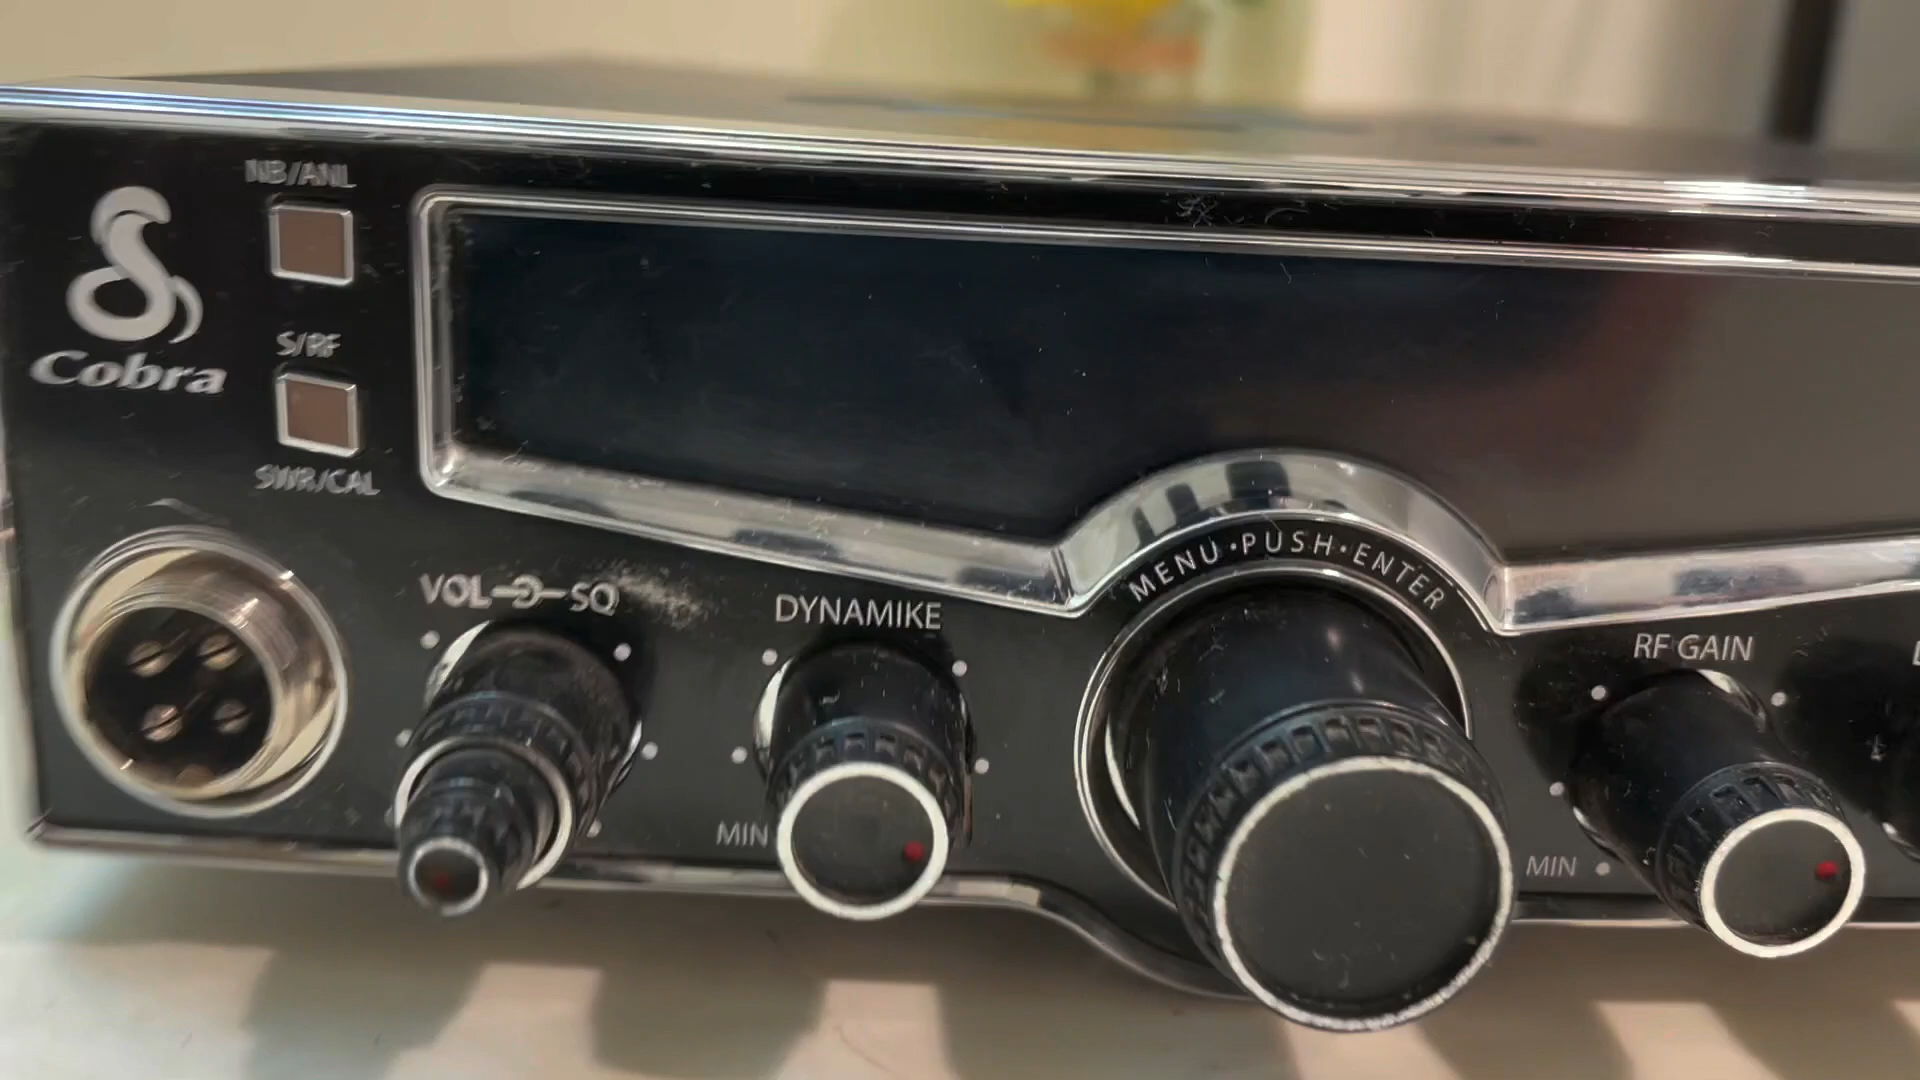 NB/ANL
S/RF
Cobra
SWR/CAL
VOL SQ
DYNAMIKE
MENU•PUSH•ENTER
RF GAIN
MIN
MIN